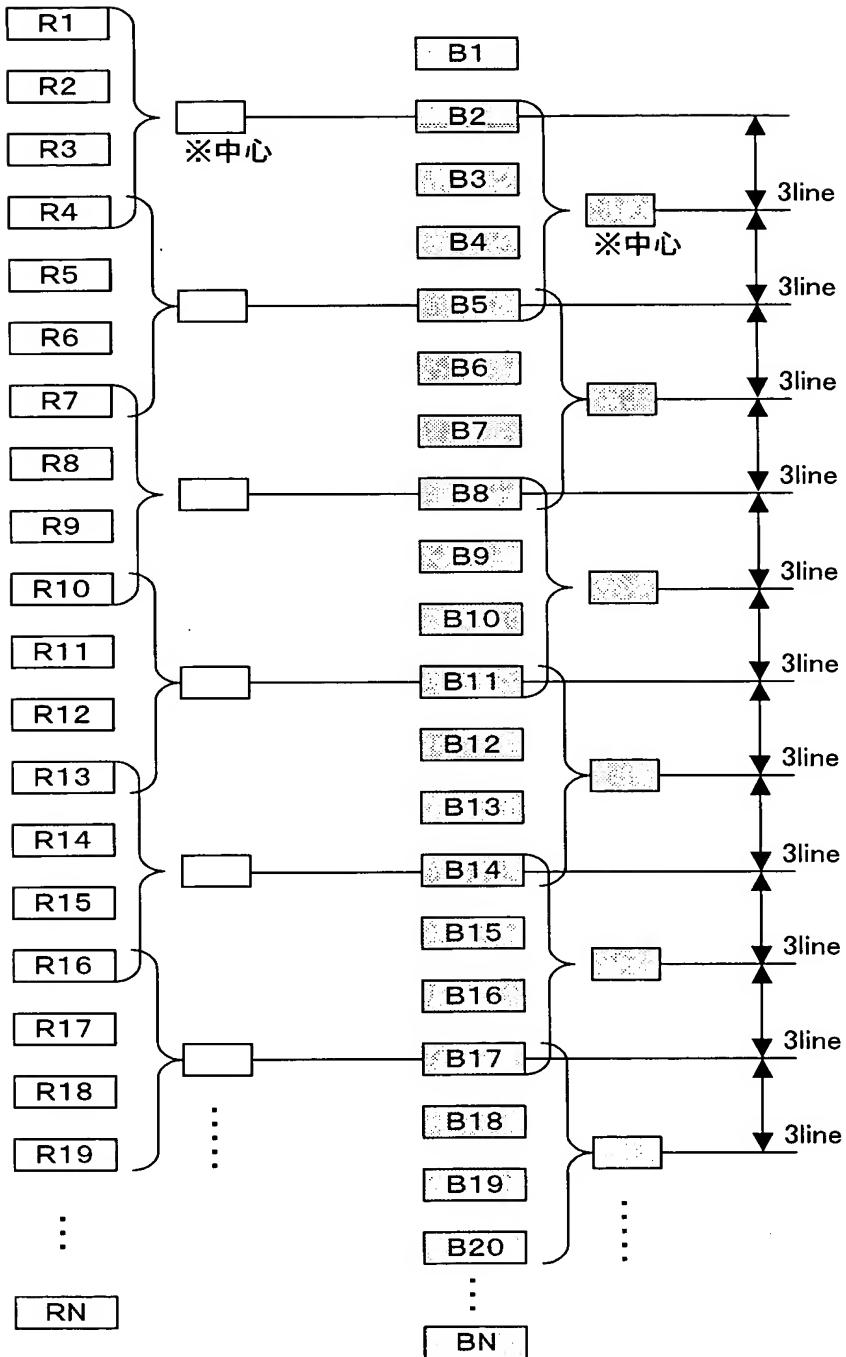 R1
R2
R3
R4
R5
R6
R7
R8
R9
R10
R11
R12
R13
R14
R15
R16
R17
R18
R19
⋮
RN
※中心
⋮
B1
B2
B3
B4
B5
B6
B7
B8
B9
B10
B11
B12
B13
B14
B15
B16
B17
B18
B19
B20
⋮
BN
※中心
⋮
3line
3line
3line
3line
3line
3line
3line
3line
3line
3line
3line